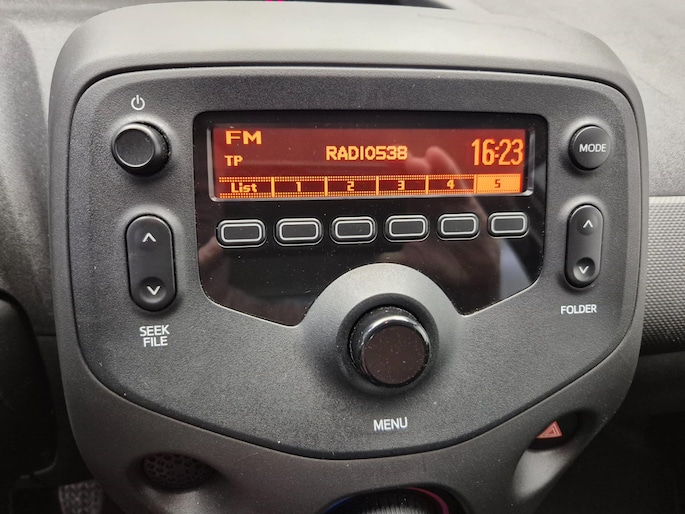 FM
TP RADIO538 16:23
List 1 2 3 4 5
MODE
SEEK
FILE
FOLDER
MENU